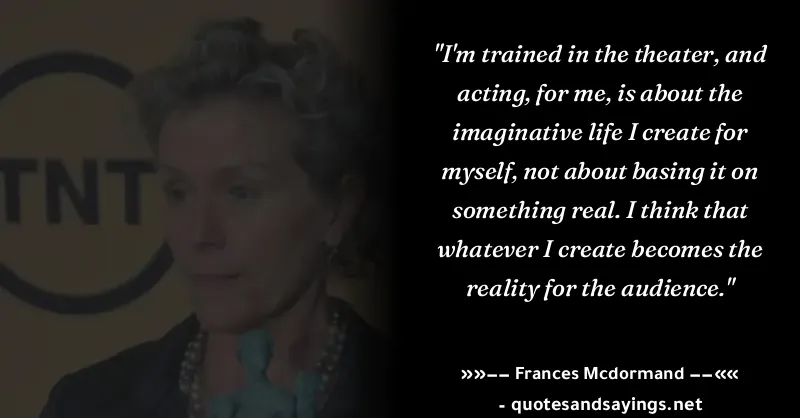 TNT
"I'm trained in the theater, and
acting, for me, is about the
imaginative life I create for
myself, not about basing it on
something real. I think that
whatever I create becomes the
reality for the audience."
»»−− Frances Mcdormand −−««
- quotesandsayings.net